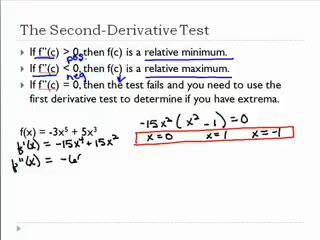 The Second-Derivative Test
If f"(c) > 0, then f(c) is a relative minimum.
pos.
If f"(c) < 0, then f(c) is a relative maximum.
neg
If f"(c) = 0, then the test fails and you need to use the
first derivative test to determine if you have extrema.
f(x) = -3x⁵ + 5x³
f'(x) = -15x⁴ + 15x²
f"(x) = -6
-15x² ( x² - 1 ) = 0
x = 0 x = 1 x = -1